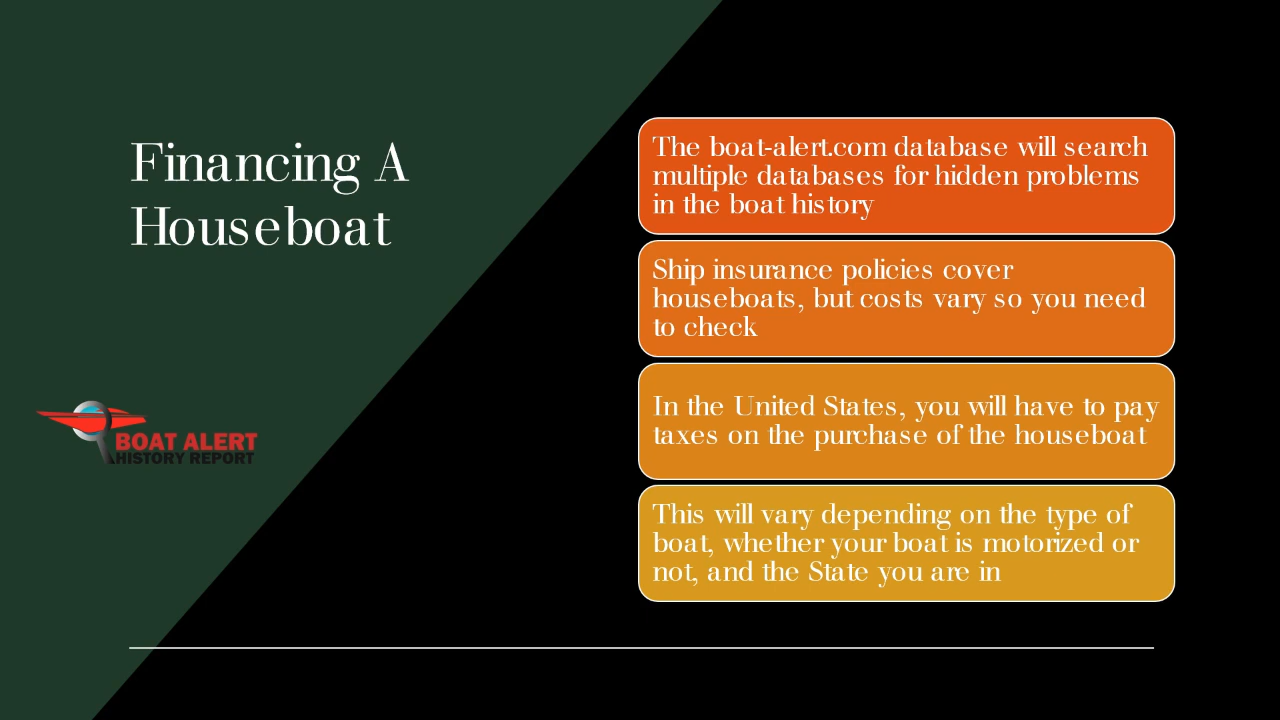 Financing A
Houseboat
BOAT ALERT
HISTORY REPORT
The boat-alert.com database will search
multiple databases for hidden problems
in the boat history
Ship insurance policies cover
houseboats, but costs vary so you need
to check
In the United States, you will have to pay
taxes on the purchase of the houseboat
This will vary depending on the type of
boat, whether your boat is motorized or
not, and the State you are in